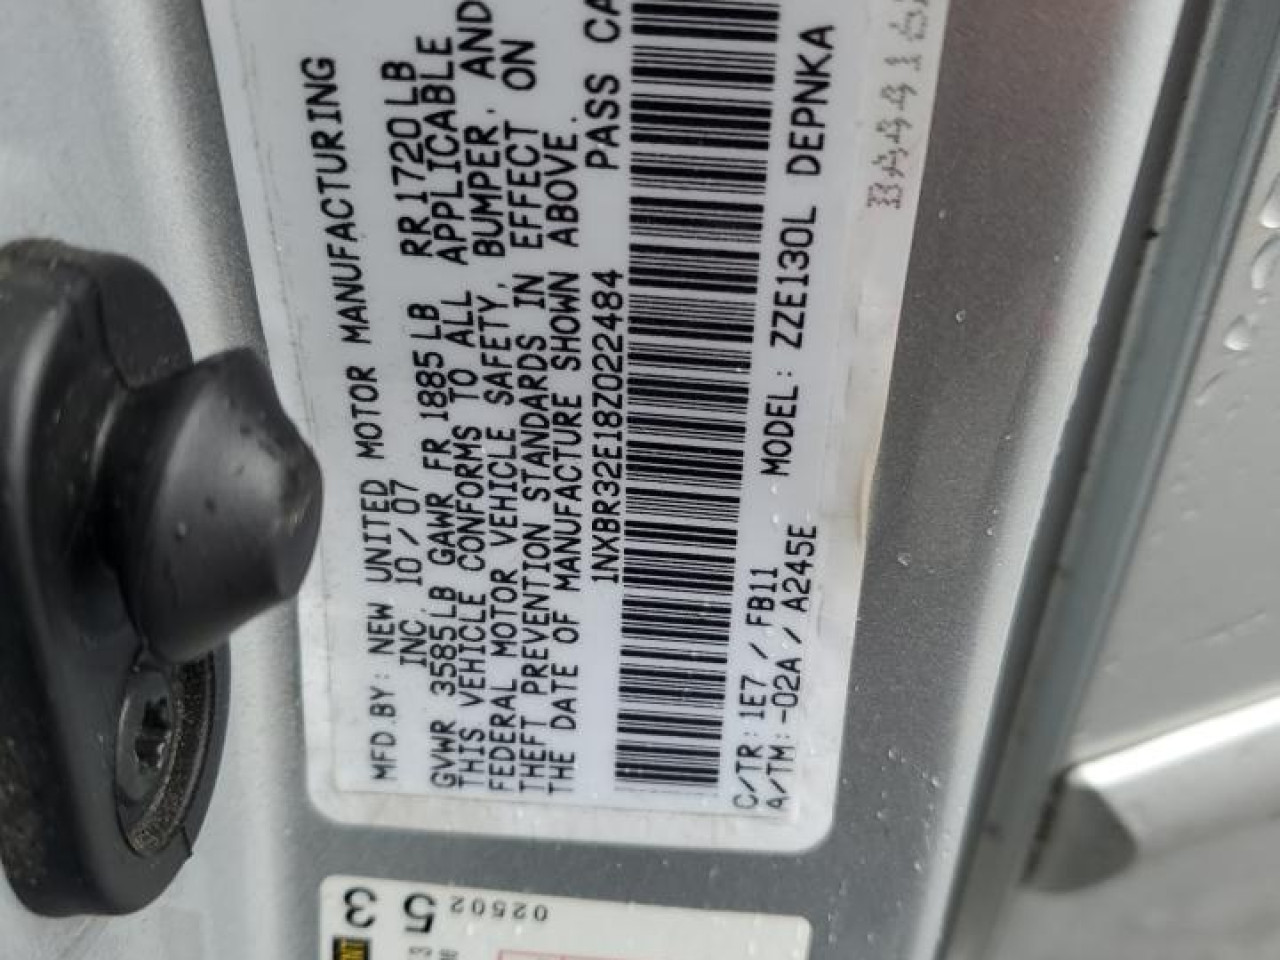 MFD.BY: NEW UNITED MOTOR MANUFACTURING
INC 10/07
GVWR 3585LB GAWR FR 1885LB RR1720LB
THIS VEHICLE CONFORMS TO ALL APPLICABLE
FEDERAL MOTOR VEHICLE SAFETY, BUMPER, AND
THEFT PREVENTION STANDARDS IN EFFECT ON
THE DATE OF MANUFACTURE SHOWN ABOVE.
1NXBR32E18Z022484 PASS CA
C/TR: 1E7 / FB11 MODEL: ZZE130L DEPNKA
A/TM: -02A / A245E
02502
3
5